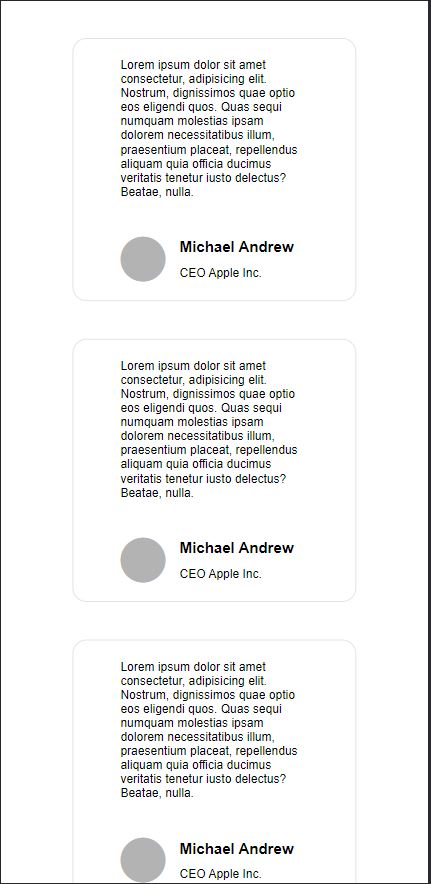 Lorem ipsum dolor sit amet
consectetur, adipisicing elit.
Nostrum, dignissimos quae optio
eos eligendi quos. Quas sequi
numquam molestias ipsam
dolorem necessitatibus illum,
praesentium placeat, repellendus
aliquam quia officia ducimus
veritatis tenetur iusto delectus?
Beatae, nulla.
Michael Andrew
CEO Apple Inc.
Lorem ipsum dolor sit amet
consectetur, adipisicing elit.
Nostrum, dignissimos quae optio
eos eligendi quos. Quas sequi
numquam molestias ipsam
dolorem necessitatibus illum,
praesentium placeat, repellendus
aliquam quia officia ducimus
veritatis tenetur iusto delectus?
Beatae, nulla.
Michael Andrew
CEO Apple Inc.
Lorem ipsum dolor sit amet
consectetur, adipisicing elit.
Nostrum, dignissimos quae optio
eos eligendi quos. Quas sequi
numquam molestias ipsam
dolorem necessitatibus illum,
praesentium placeat, repellendus
aliquam quia officia ducimus
veritatis tenetur iusto delectus?
Beatae, nulla.
Michael Andrew
CEO Apple Inc.